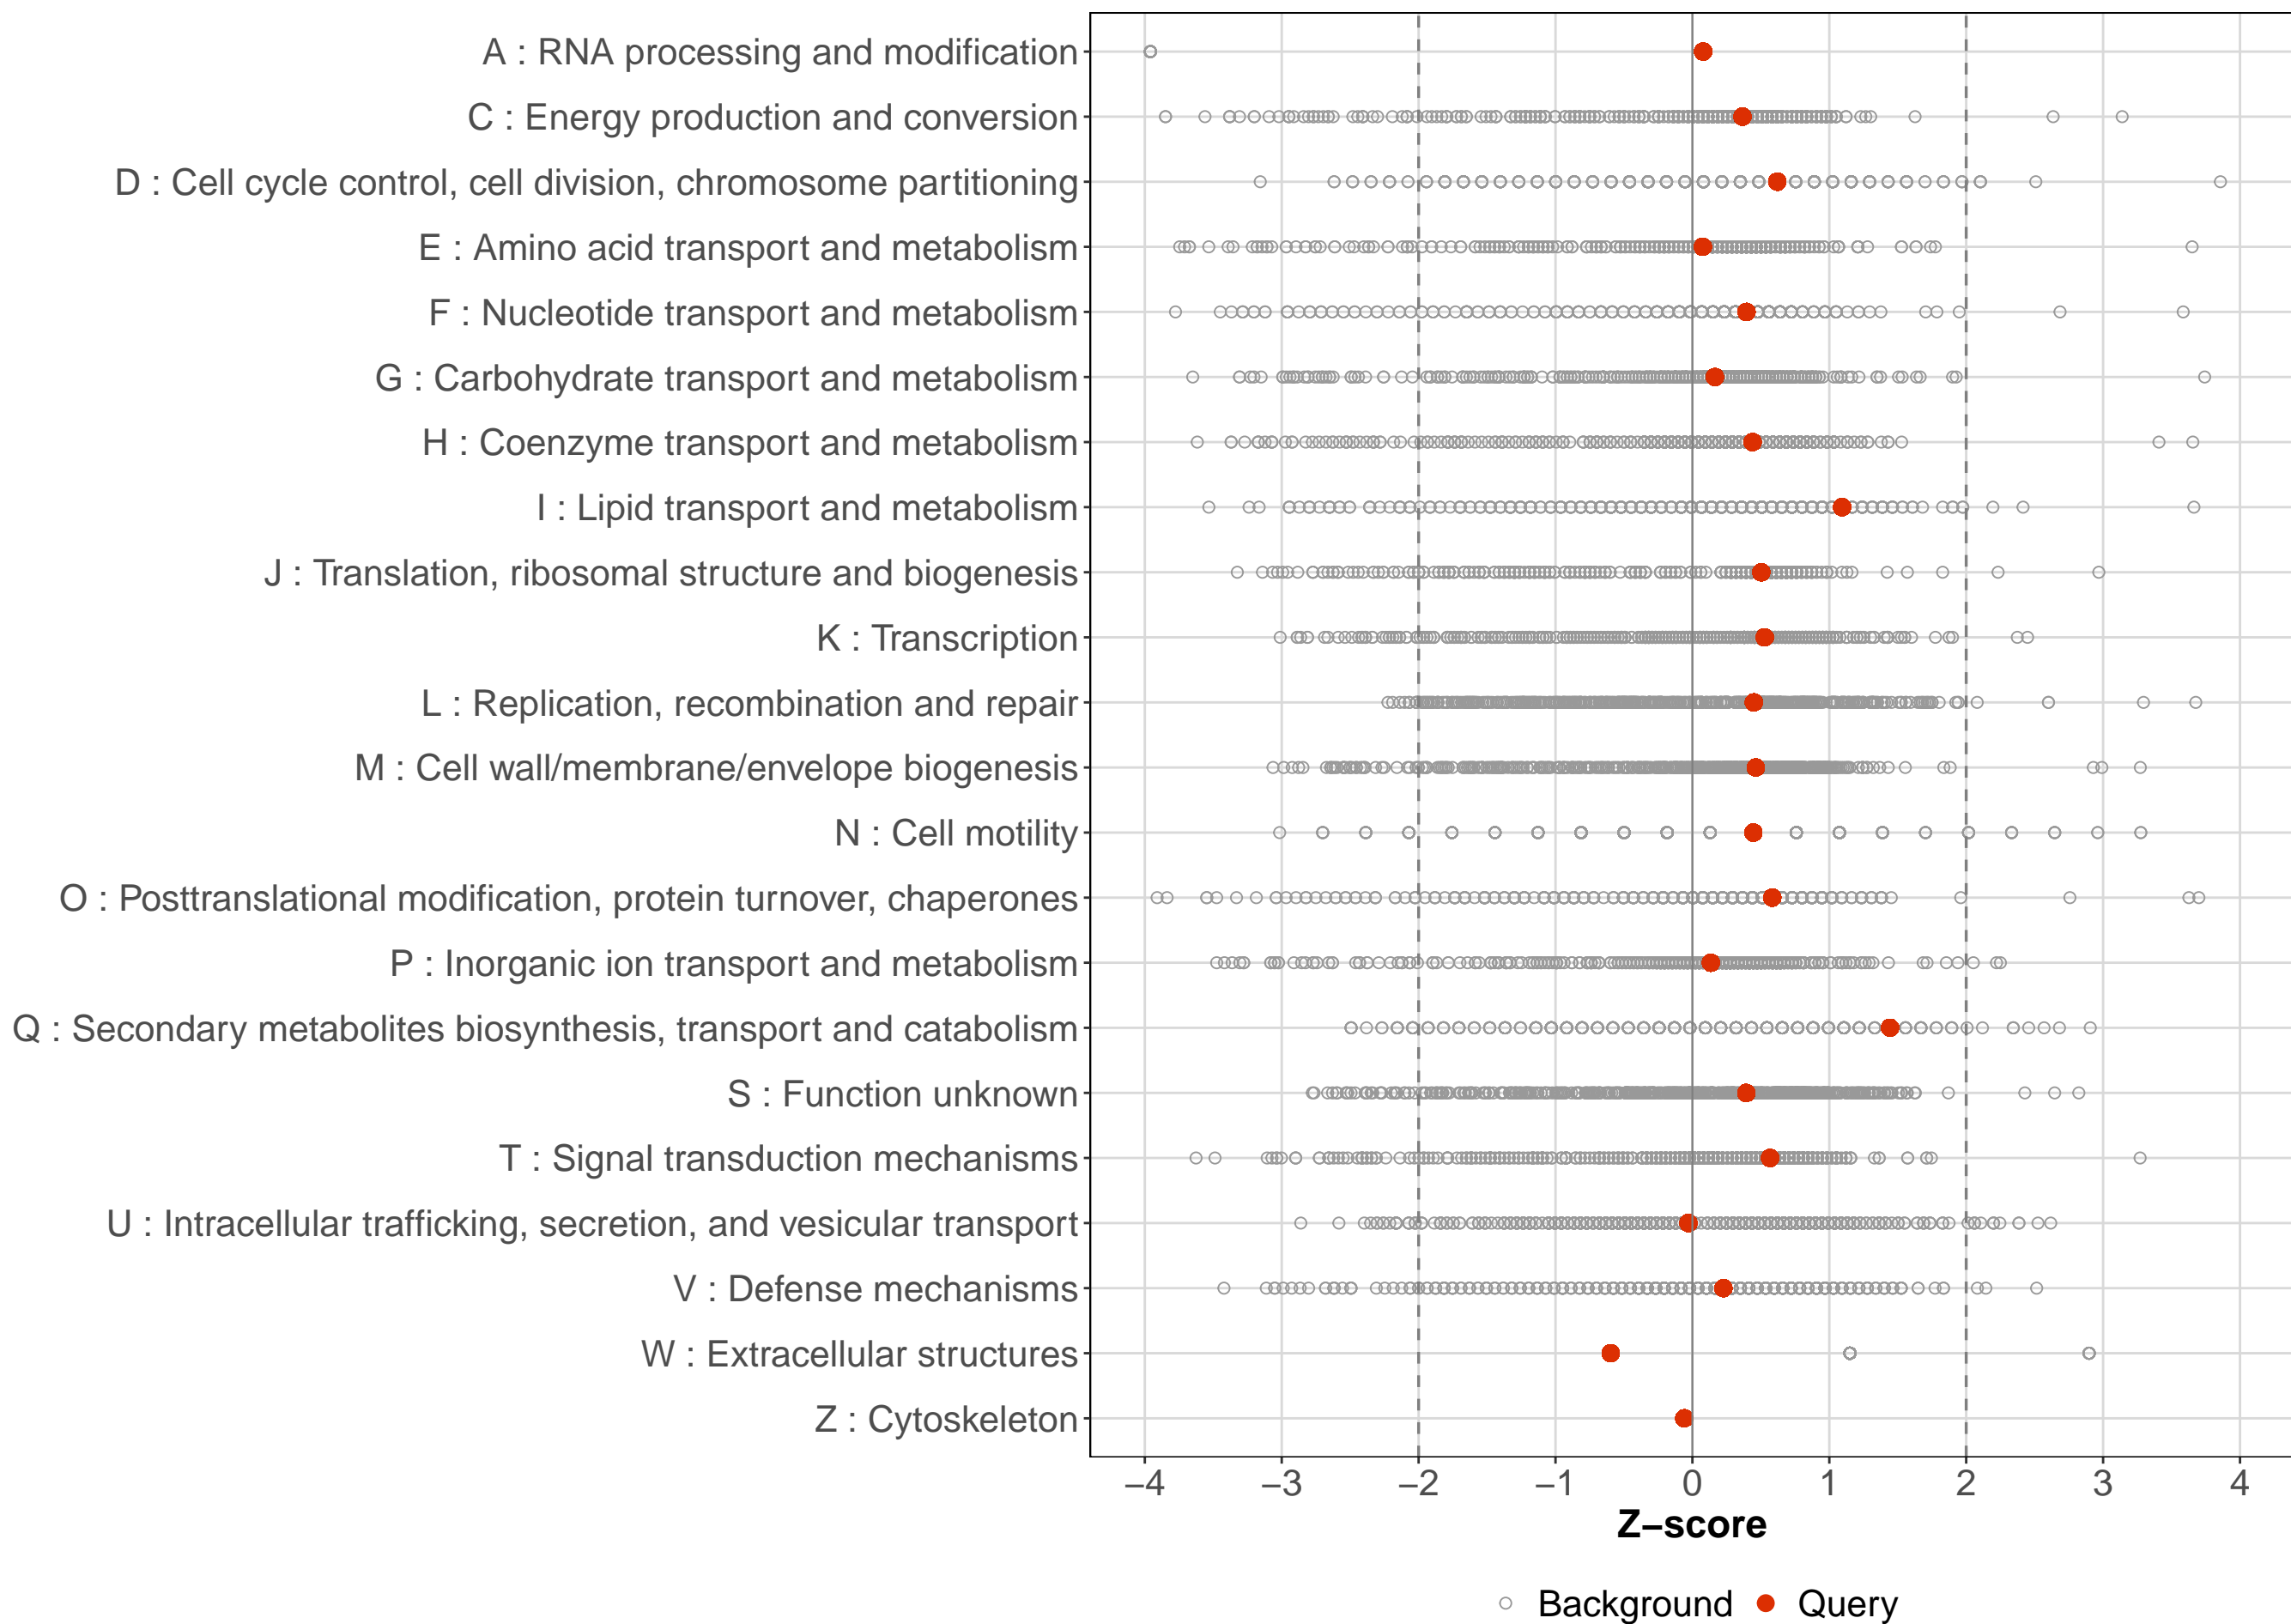 A : RNA processing and modification
C : Energy production and conversion
D : Cell cycle control, cell division, chromosome partitioning
E : Amino acid transport and metabolism
F : Nucleotide transport and metabolism
G : Carbohydrate transport and metabolism
H : Coenzyme transport and metabolism
I : Lipid transport and metabolism
J : Translation, ribosomal structure and biogenesis
K : Transcription
L : Replication, recombination and repair
M : Cell wall/membrane/envelope biogenesis
N : Cell motility
O : Posttranslational modification, protein turnover, chaperones
P : Inorganic ion transport and metabolism
Q : Secondary metabolites biosynthesis, transport and catabolism
S : Function unknown
T : Signal transduction mechanisms
U : Intracellular trafficking, secretion, and vesicular transport
V : Defense mechanisms
W : Extracellular structures
Z : Cytoskeleton
−4 −3 −2 −1 0 1 2 3 4
Z−score
Background Query